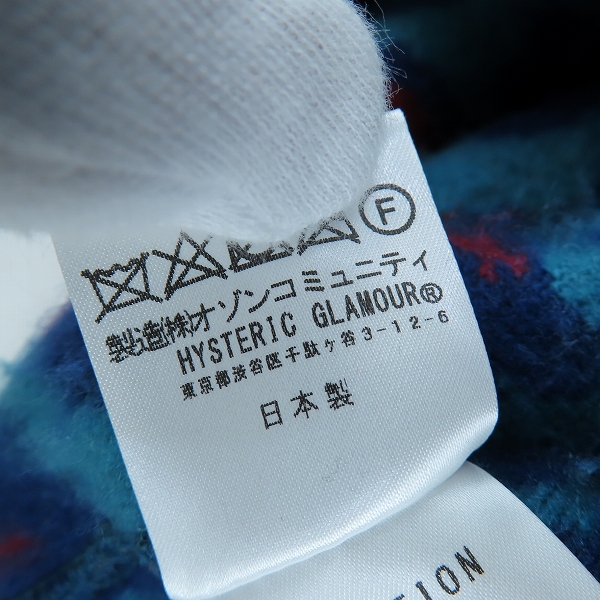 F
製造(株)オゾンコミュニティ
HYSTERIC GLAMOUR®
東京都渋谷区千駄ヶ谷3-12-6
日本製